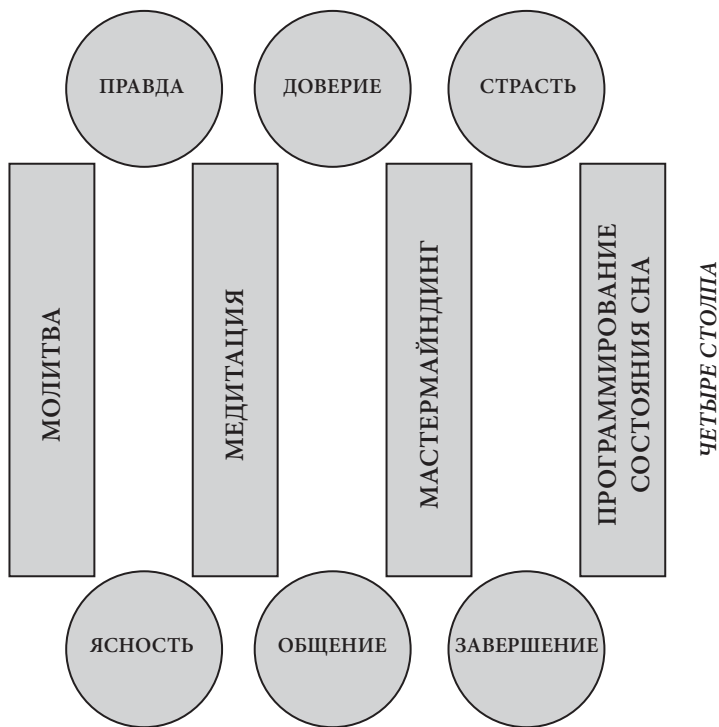 ПРАВДА
ДОВЕРИЕ
СТРАСТЬ
МОЛИТВА
МЕДИТАЦИЯ
МАСТЕРМАЙНДИНГ
ПРОГРАММИРОВАНИЕ
СОСТОЯНИЯ СНА
ЧЕТЫРЕ СТОЛПА
ЯСНОСТЬ
ОБЩЕНИЕ
ЗАВЕРШЕНИЕ